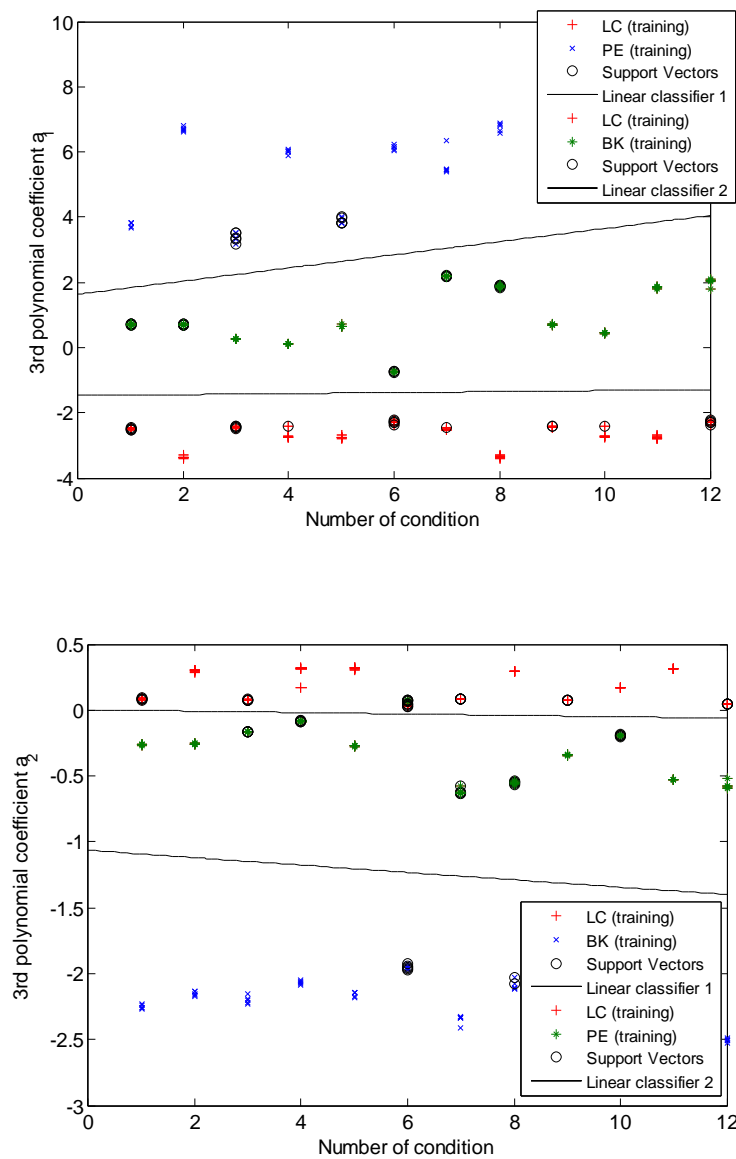 10
8
6
4
2
0
-2
-4
3rd polynomial coefficient a1
0 2 4 6 8 10 12
Number of condition
LC (training)
PE (training)
Support Vectors
Linear classifier 1
LC (training)
BK (training)
Support Vectors
Linear classifier 2
0.5
0
-0.5
-1
-1.5
-2
-2.5
-3
3rd polynomial coefficient a2
0 2 4 6 8 10 12
Number of condition
LC (training)
BK (training)
Support Vectors
Linear classifier 1
LC (training)
PE (training)
Support Vectors
Linear classifier 2